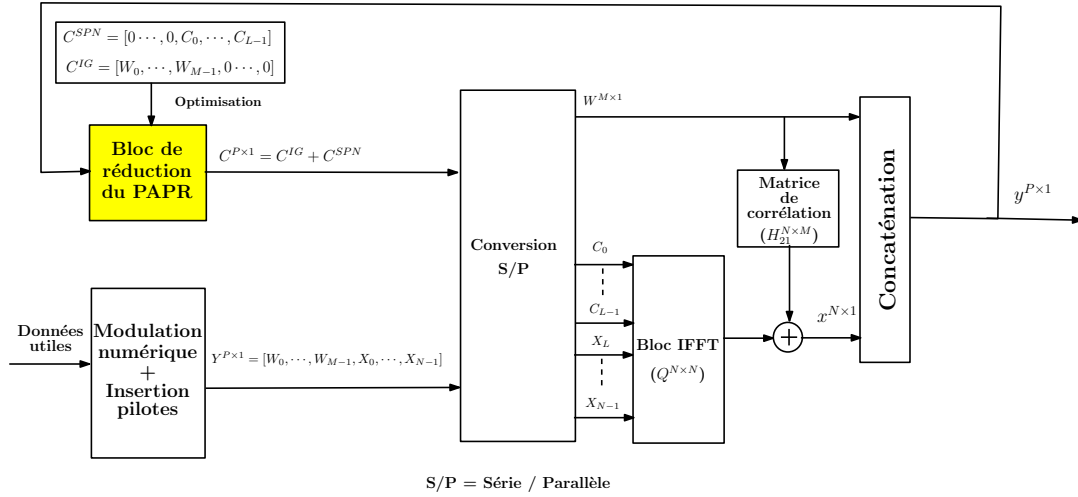 C^{SPN} = [0 ⋯, 0, C_0, ⋯, C_{L−1}]
C^{IG} = [W_0, ⋯, W_{M−1}, 0 ⋯, 0]
Optimisation
Bloc de
réduction
du PAPR
C^{P×1} = C^{IG} + C^{SPN}
Données
utiles
Modulation
numérique
+
Insertion
pilotes
Y^{P×1} = [W_0, ⋯, W_{M−1}, X_0, ⋯, X_{N−1}]
Conversion
S/P
W^{M×1}
C_0
C_{L−1}
X_L
X_{N−1}
Bloc IFFT
(Q^{N×N})
Matrice
de
corrélation
(H_{21}^{N×M})
+
x^{N×1}
Concaténation
y^{P×1}
S/P = Série / Parallèle